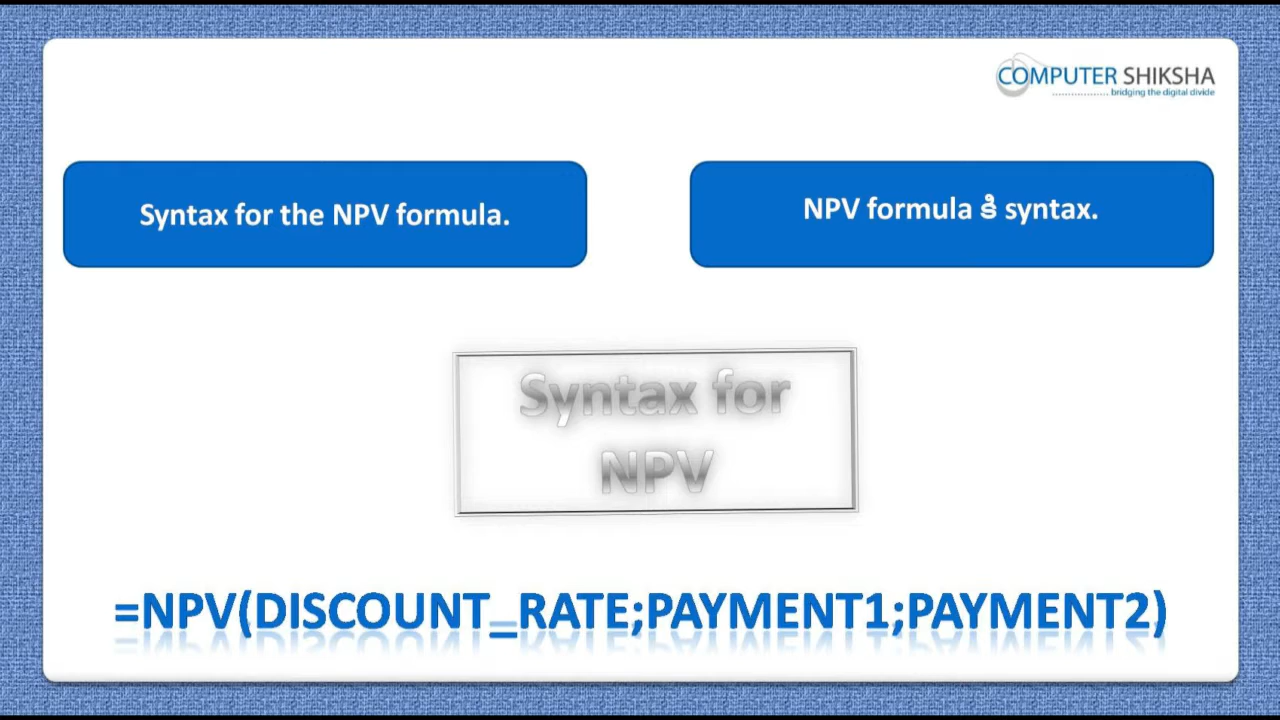 COMPUTER SHIKSHA
bridging the digital divide
Syntax for the NPV formula.
NPV formula కి syntax.
Syntax for
NPV
=NPV(DISCOUNT_RATE;PAYMENT1;PAYMENT2)